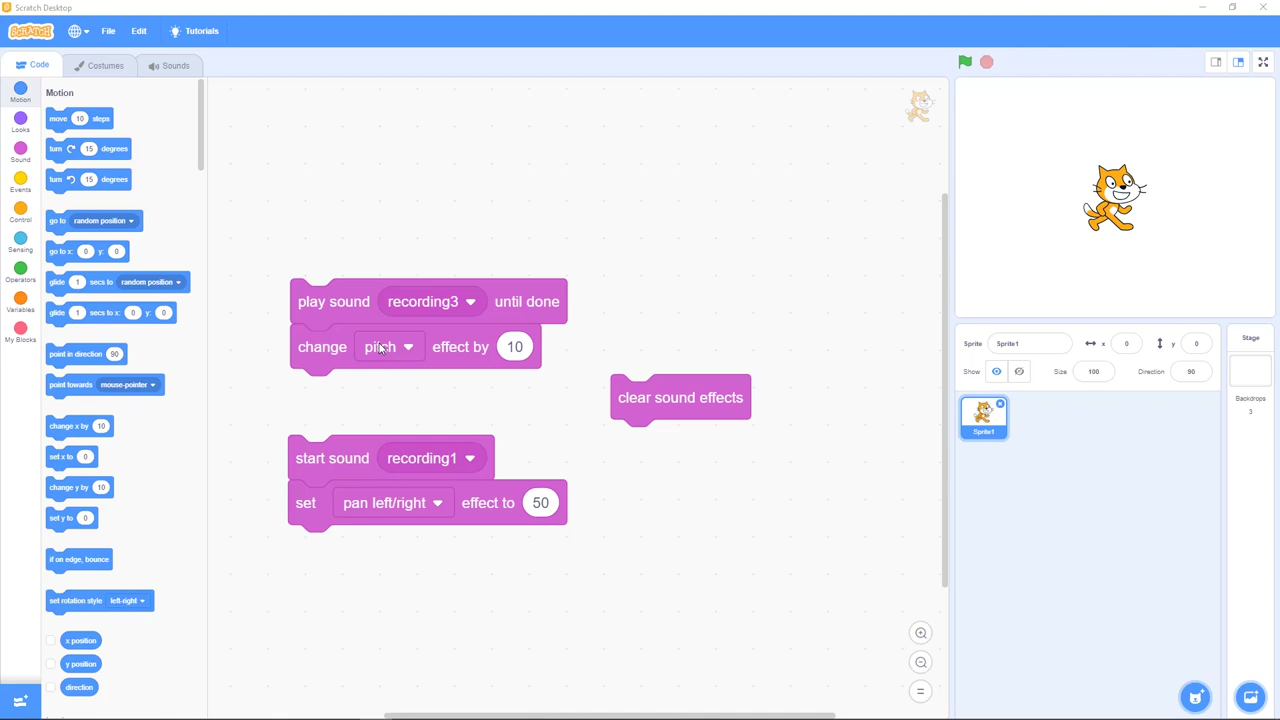 Scratch Desktop
SCRATCH File Edit Tutorials
Code Costumes Sounds
Motion
Looks
Sound
Events
Control
Sensing
Operators
Variables
My Blocks
Motion
move 10 steps
turn 15 degrees
turn 15 degrees
go to random position
go to x: 0 y: 0
glide 1 secs to random position
glide 1 secs to x: 0 y: 0
point in direction 90
point towards mouse-pointer
change x by 10
set x to 0
change y by 10
set y to 0
if on edge, bounce
set rotation style left-right
x position
y position
direction
play sound recording3 until done
change pitch effect by 10
clear sound effects
start sound recording1
set pan left/right effect to 50
Sprite Sprite1 x 0 y 0
Show Size 100 Direction 90
Sprite1
Stage
Backdrops
3